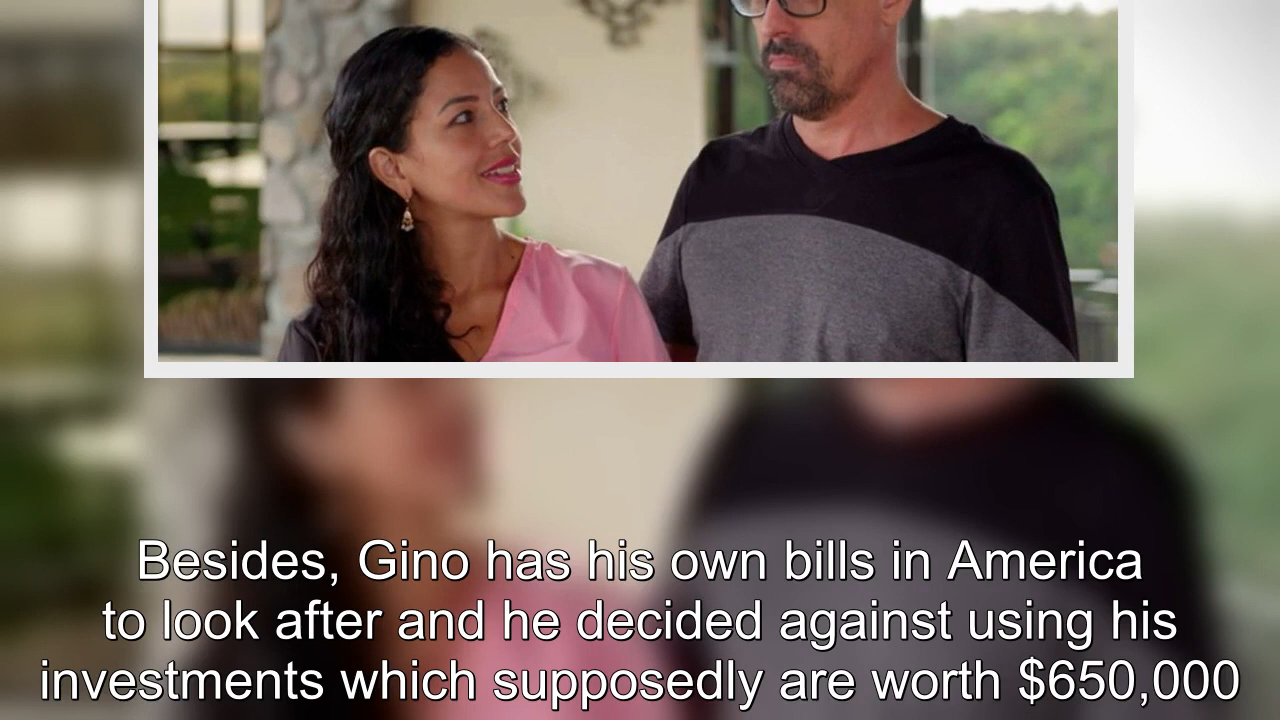 Besides, Gino has his own bills in America
to look after and he decided against using his
investments which supposedly are worth $650,000